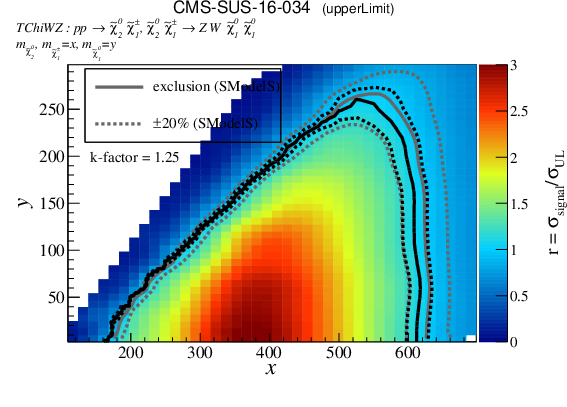 CMS-SUS-16-034 (upperLimit)
TChiWZ : pp → χ̃⁰₂ χ̃±₁, χ̃⁰₂ χ̃±₁ → Z W χ̃⁰₁ χ̃⁰₁
m_χ̃⁰₂, m_χ̃±₁=x, m_χ̃⁰₁=y
exclusion (SModelS)
±20% (SModelS)
k-factor = 1.25
250
200
150
100
50
y
200 300 400 500 600
x
3
2.5
2
1.5
1
0.5
0
r = σ_signal/σ_UL